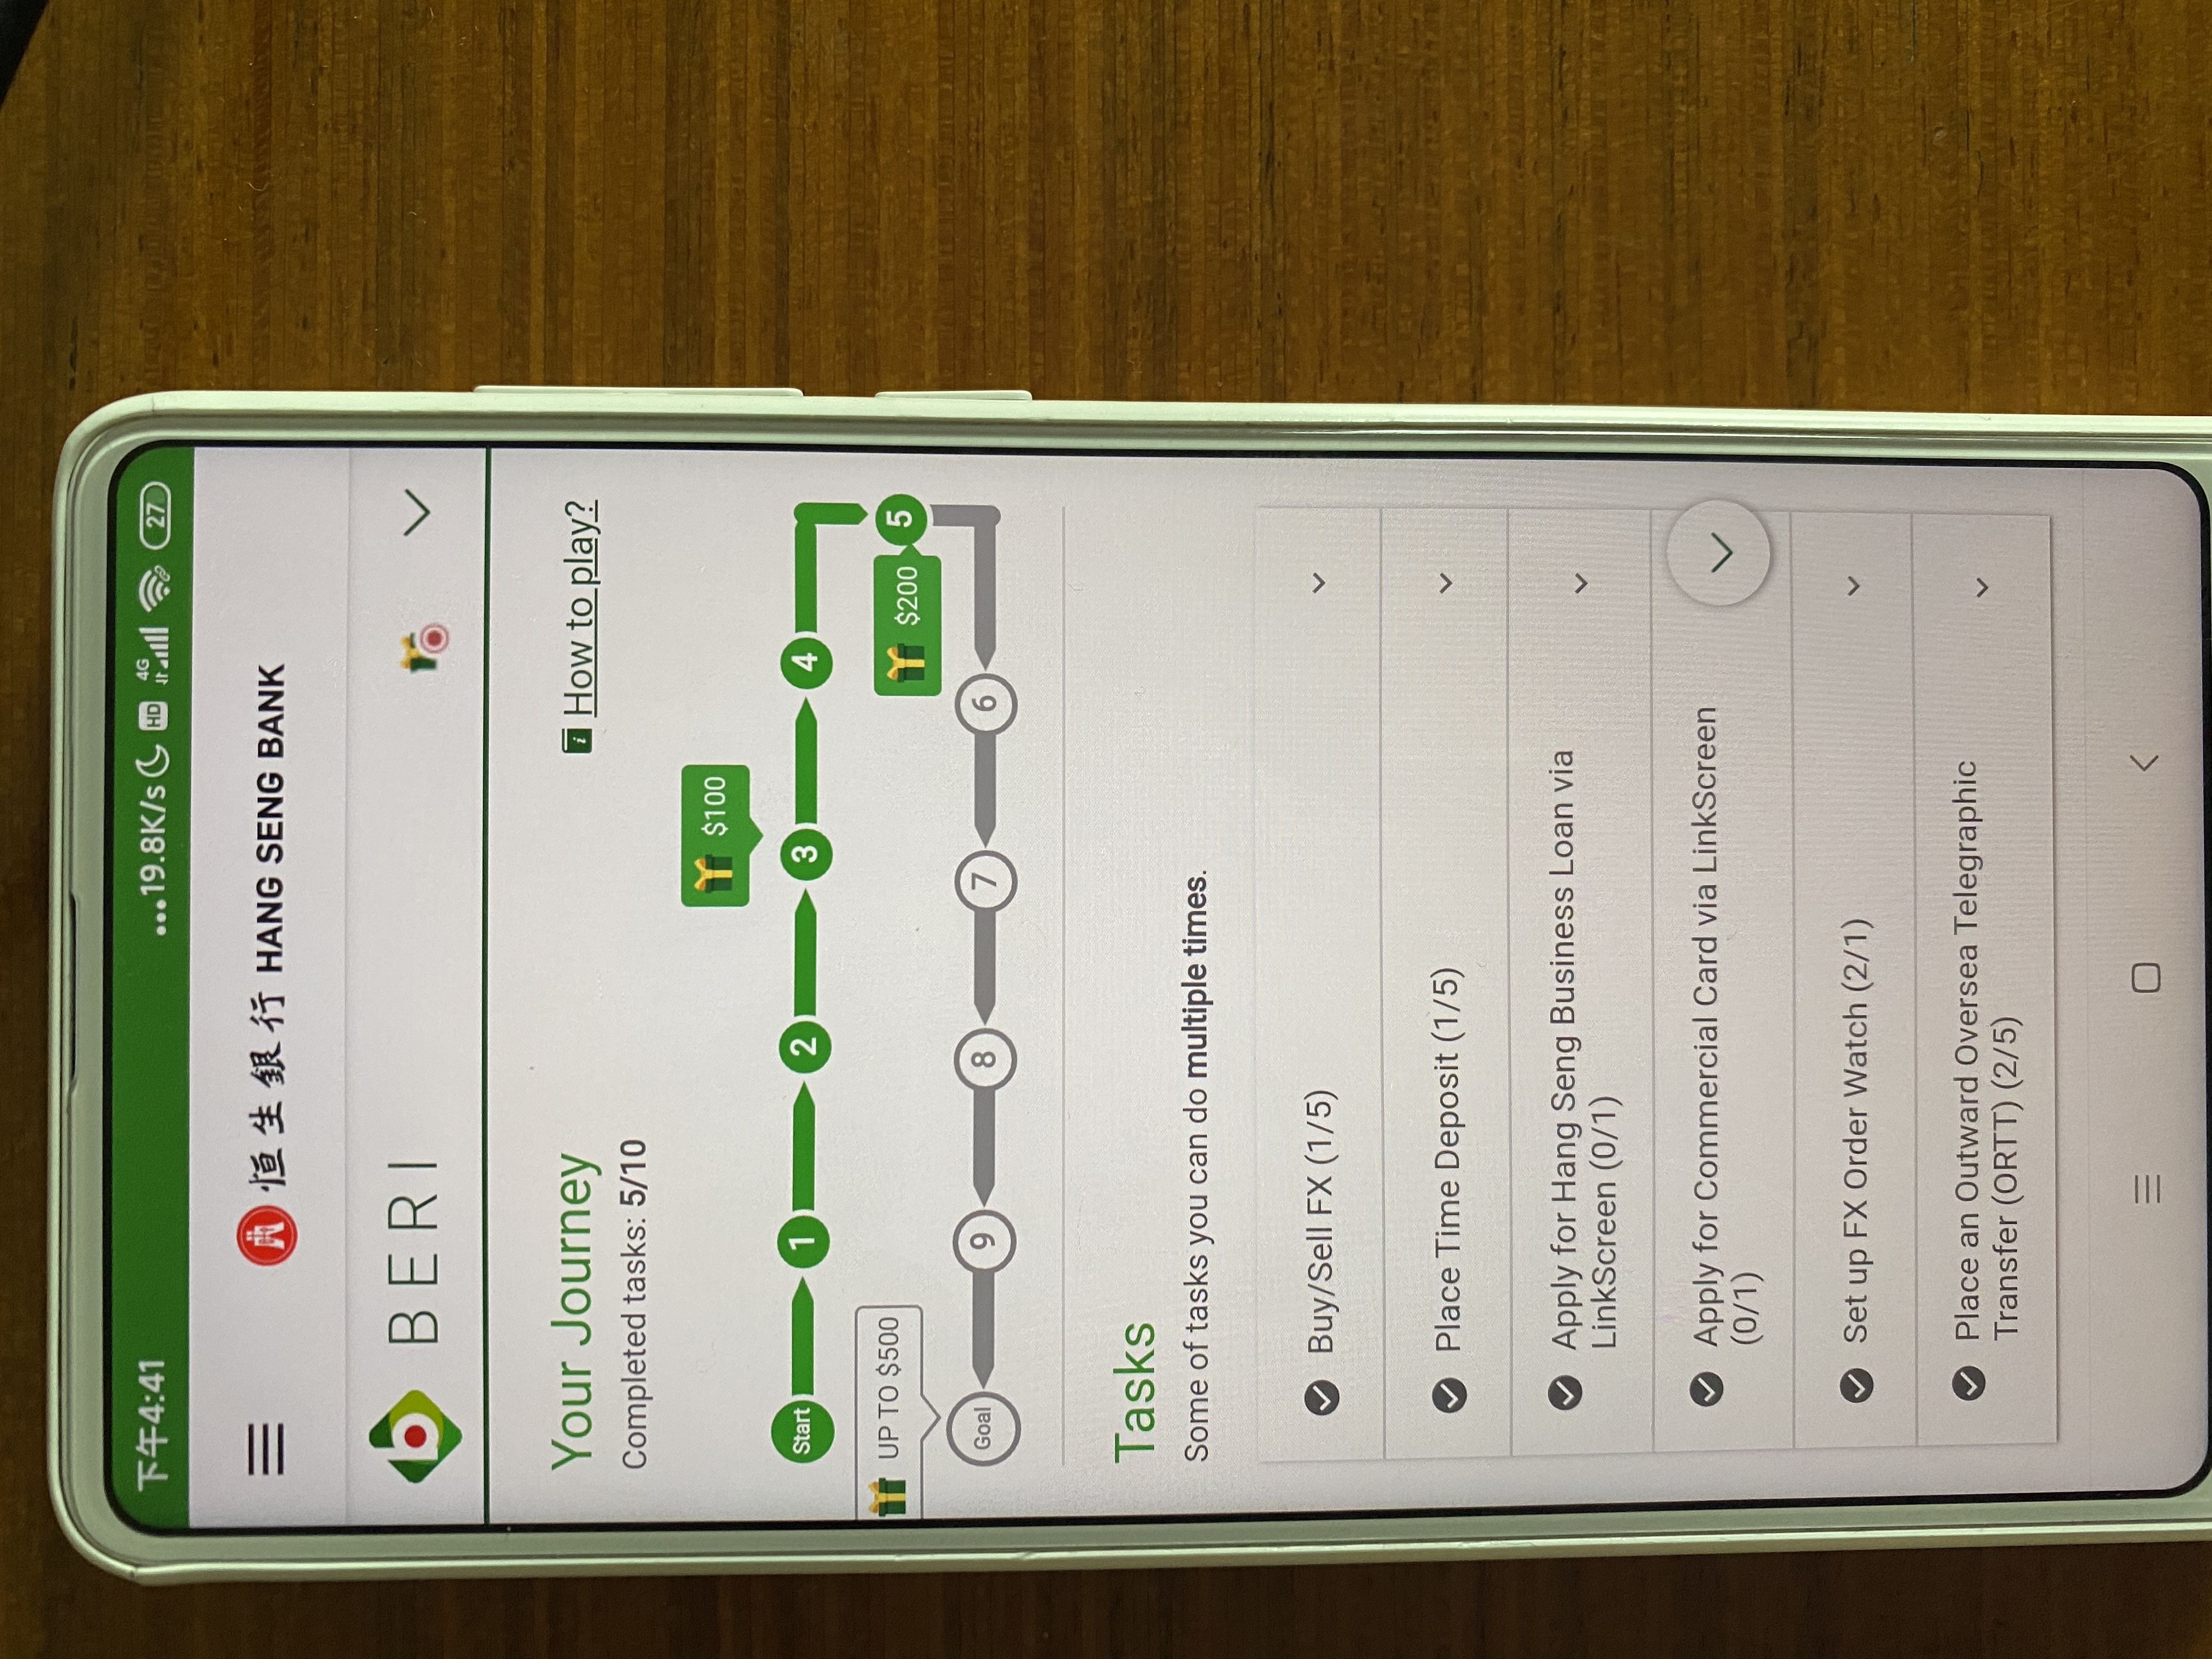 下午4:41
...19.8K/s HD 4G 27
恒生銀行 HANG SENG BANK
b BERI
Your Journey
i How to play?
Completed tasks: 5/10
$100
Start 1 2 3 4
UP TO $500
$200 5
Goal 9 8 7 6
Tasks
Some of tasks you can do multiple times.
Buy/Sell FX (1/5)
Place Time Deposit (1/5)
Apply for Hang Seng Business Loan via
LinkScreen (0/1)
Apply for Commercial Card via LinkScreen
(0/1)
Set up FX Order Watch (2/1)
Place an Outward Oversea Telegraphic
Transfer (ORTT) (2/5)